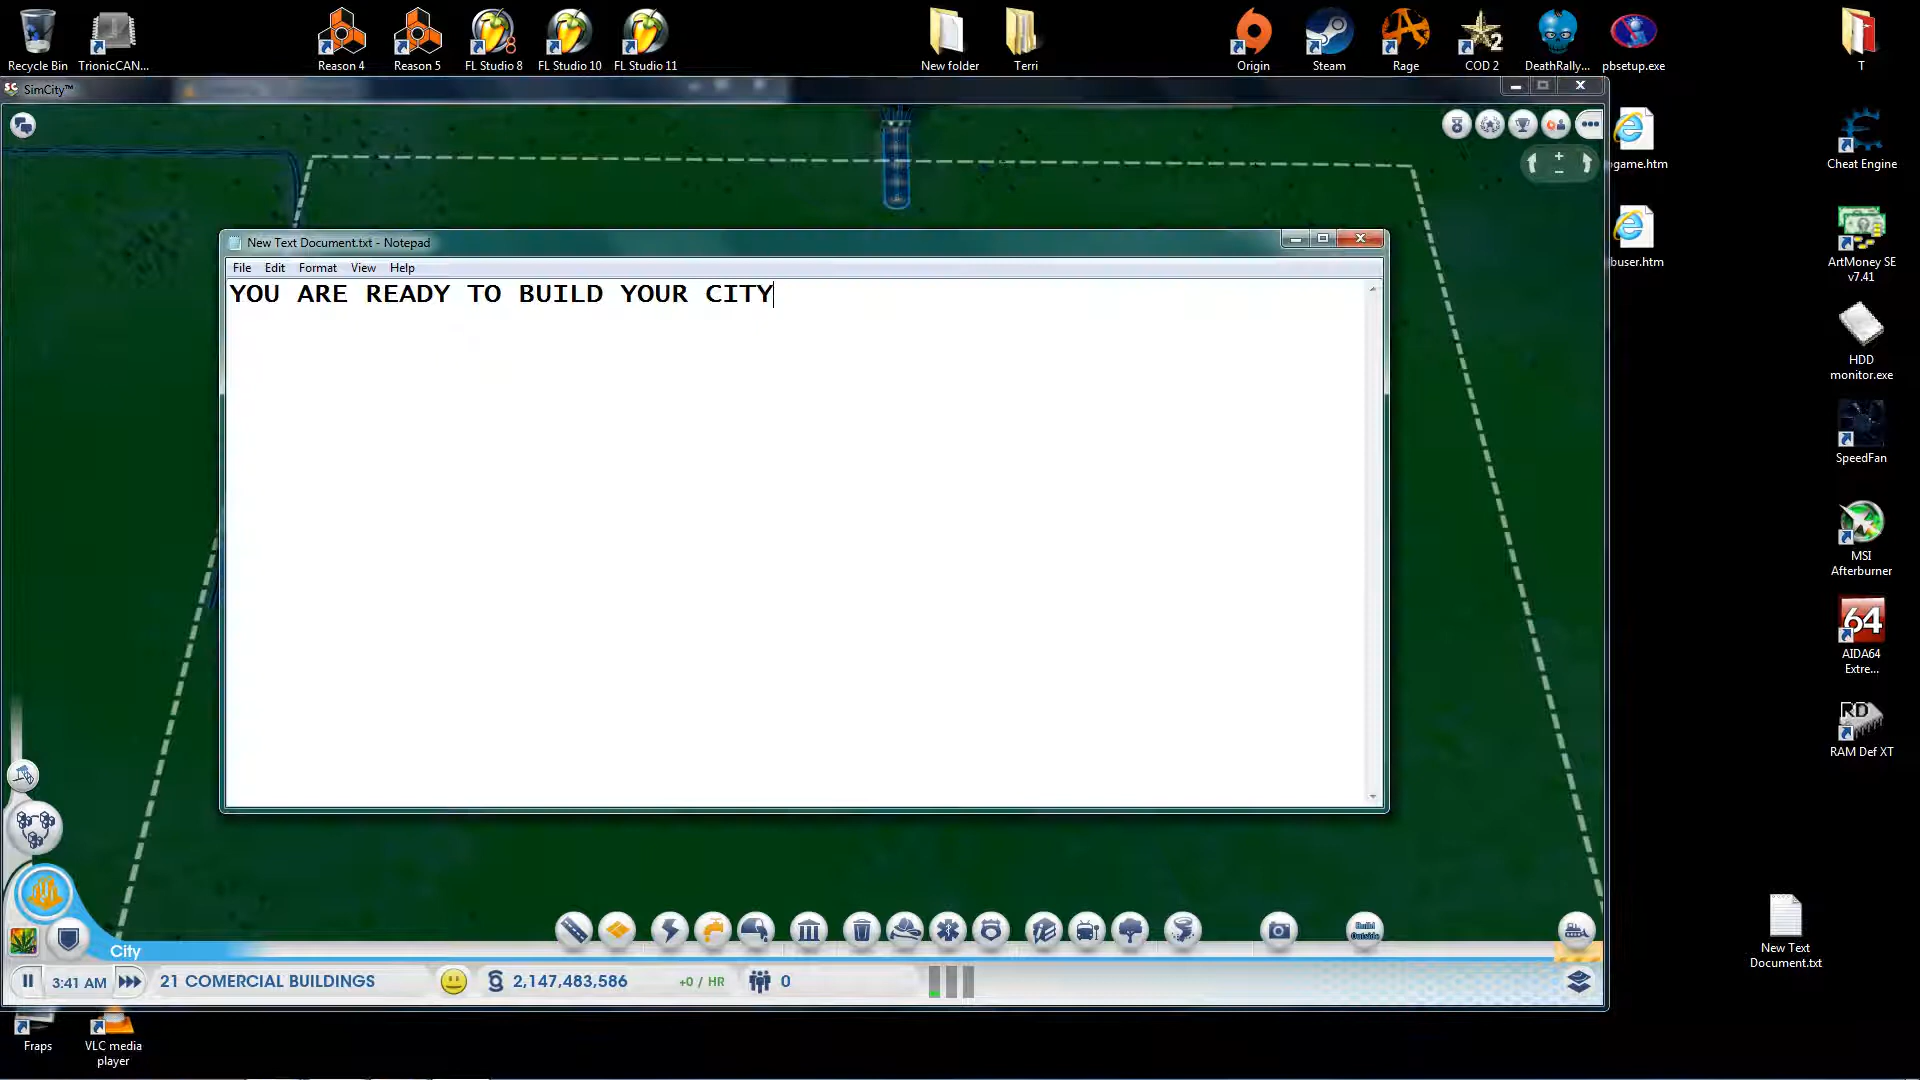 Recycle Bin
TrionicCAN...
Reason 4
Reason 5
FL Studio 8
FL Studio 10
FL Studio 11
New folder
Terri
Origin
Steam
Rage
COD 2
DeathRally...
pbsetup.exe
T
SimCity™
game.htm
Cheat Engine
New Text Document.txt - Notepad
File Edit Format View Help
YOU ARE READY TO BUILD YOUR CITY
buser.htm
ArtMoney SE
v7.41
HDD
monitor.exe
SpeedFan
MSI
Afterburner
64
AIDA64
Extre...
RD
RAM Def XT
Build
Outside
New Text
Document.txt
City
3:41 AM
21 COMERCIAL BUILDINGS
2,147,483,586
+0 / HR
0
Fraps
VLC media
player